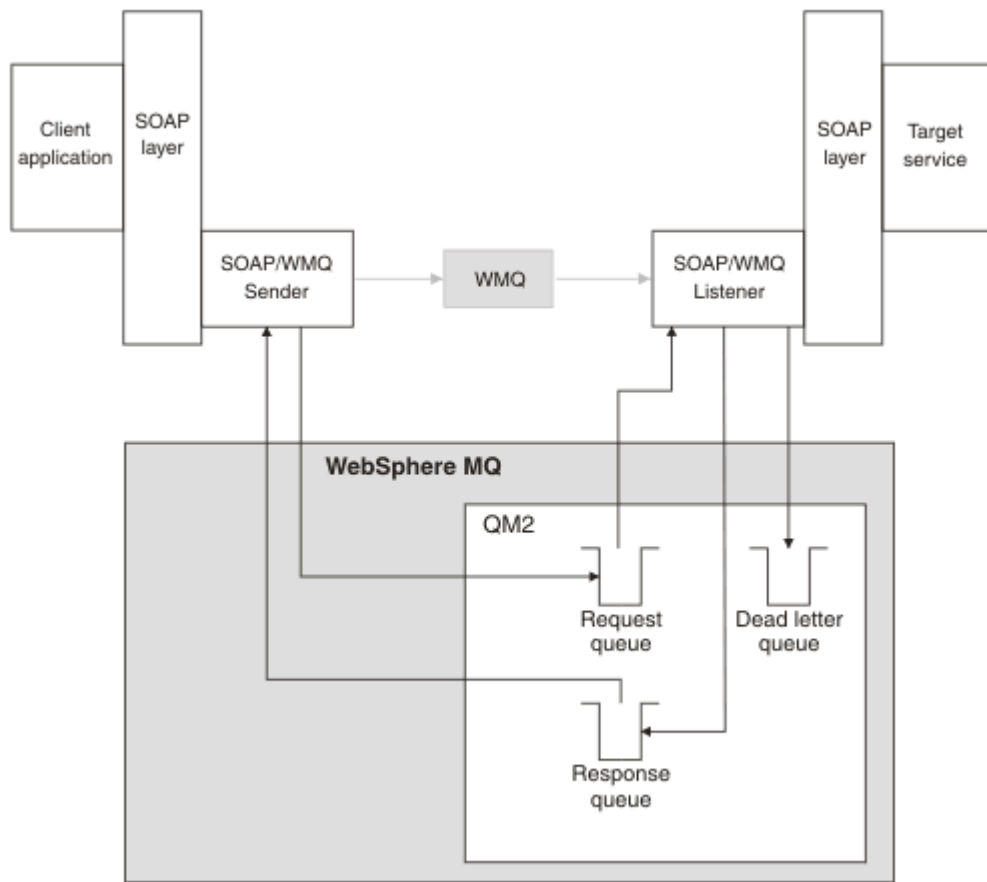 Client
application
SOAP
layer
SOAP
layer
Target
service
SOAP/WMQ
Sender
WMQ
SOAP/WMQ
Listener
WebSphere MQ
QM2
Request
queue
Dead letter
queue
Response
queue